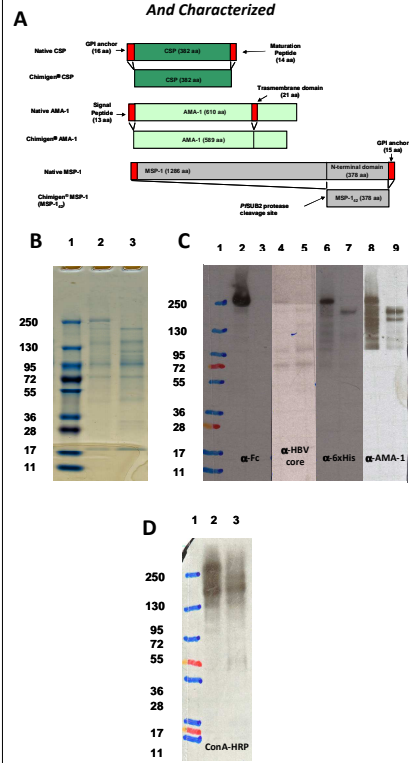 And Characterized
A
GPI anchor
(16 aa)
Maturation
Peptide
(14 aa)
Native CSP
CSP (382 aa)
Chimigen® CSP
CSP (382 aa)
Trasmembrane domain
(21 aa)
Signal
Peptide
(13 aa)
Native AMA-1
AMA-1 (610 aa)
Chimigen® AMA-1
AMA-1 (589 aa)
GPI anchor
(15 aa)
Native MSP-1
MSP-1 (1286 aa)
N-terminal domain
(378 aa)
Chimigen® MSP-1
(MSP-1₄₂)
PfSUB2 protease
cleavage site
MSP-1₄₂ (378 aa)
B
1 2 3
250
130
95
72
55
36
28
17
11
C
1 2 3 4 5 6 7 8 9
250
130
95
72
55
36
28
17
11
α-Fc
α-HBV
core
α-6xHis
α-AMA-1
D
1 2 3
250
130
95
72
55
36
28
17
11
ConA-HRP